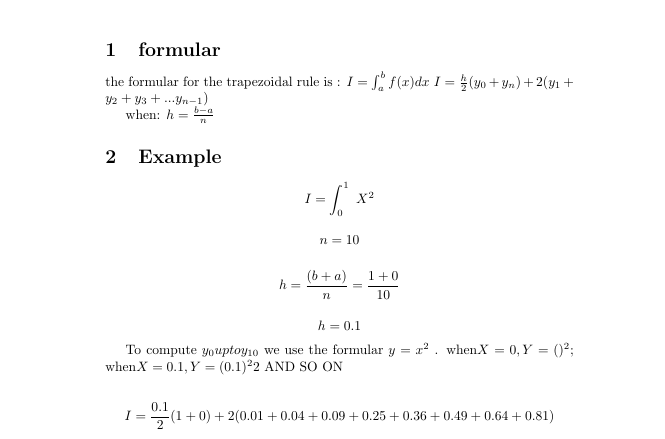 1 formular
the formular for the trapezoidal rule is : $I = \int_a^b f(x)dx$ $I = \frac{h}{2}(y_0 + y_n) + 2(y_1 +$
$y_2 + y_3 + ...y_{n-1})$
when: $h = \frac{b-a}{n}$
2 Example
$I = \int_0^1 X^2$
$n = 10$
$h = \frac{(b + a)}{n} = \frac{1 + 0}{10}$
$h = 0.1$
To compute $y_0uptoy_{10}$ we use the formular $y = x^2$ . when$X = 0, Y = ()^2$;
when$X = 0.1, Y = (0.1)^2 2$ AND SO ON
$I = \frac{0.1}{2}(1 + 0) + 2(0.01 + 0.04 + 0.09 + 0.25 + 0.36 + 0.49 + 0.64 + 0.81)$